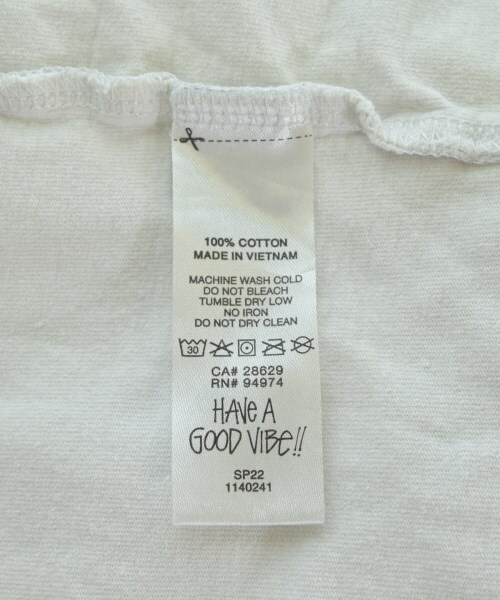 100% COTTON
MADE IN VIETNAM
MACHINE WASH COLD
DO NOT BLEACH
TUMBLE DRY LOW
NO IRON
DO NOT DRY CLEAN
30
CA# 28629
RN# 94974
HAVE A
GOOD VIBE!!
SP22
1140241